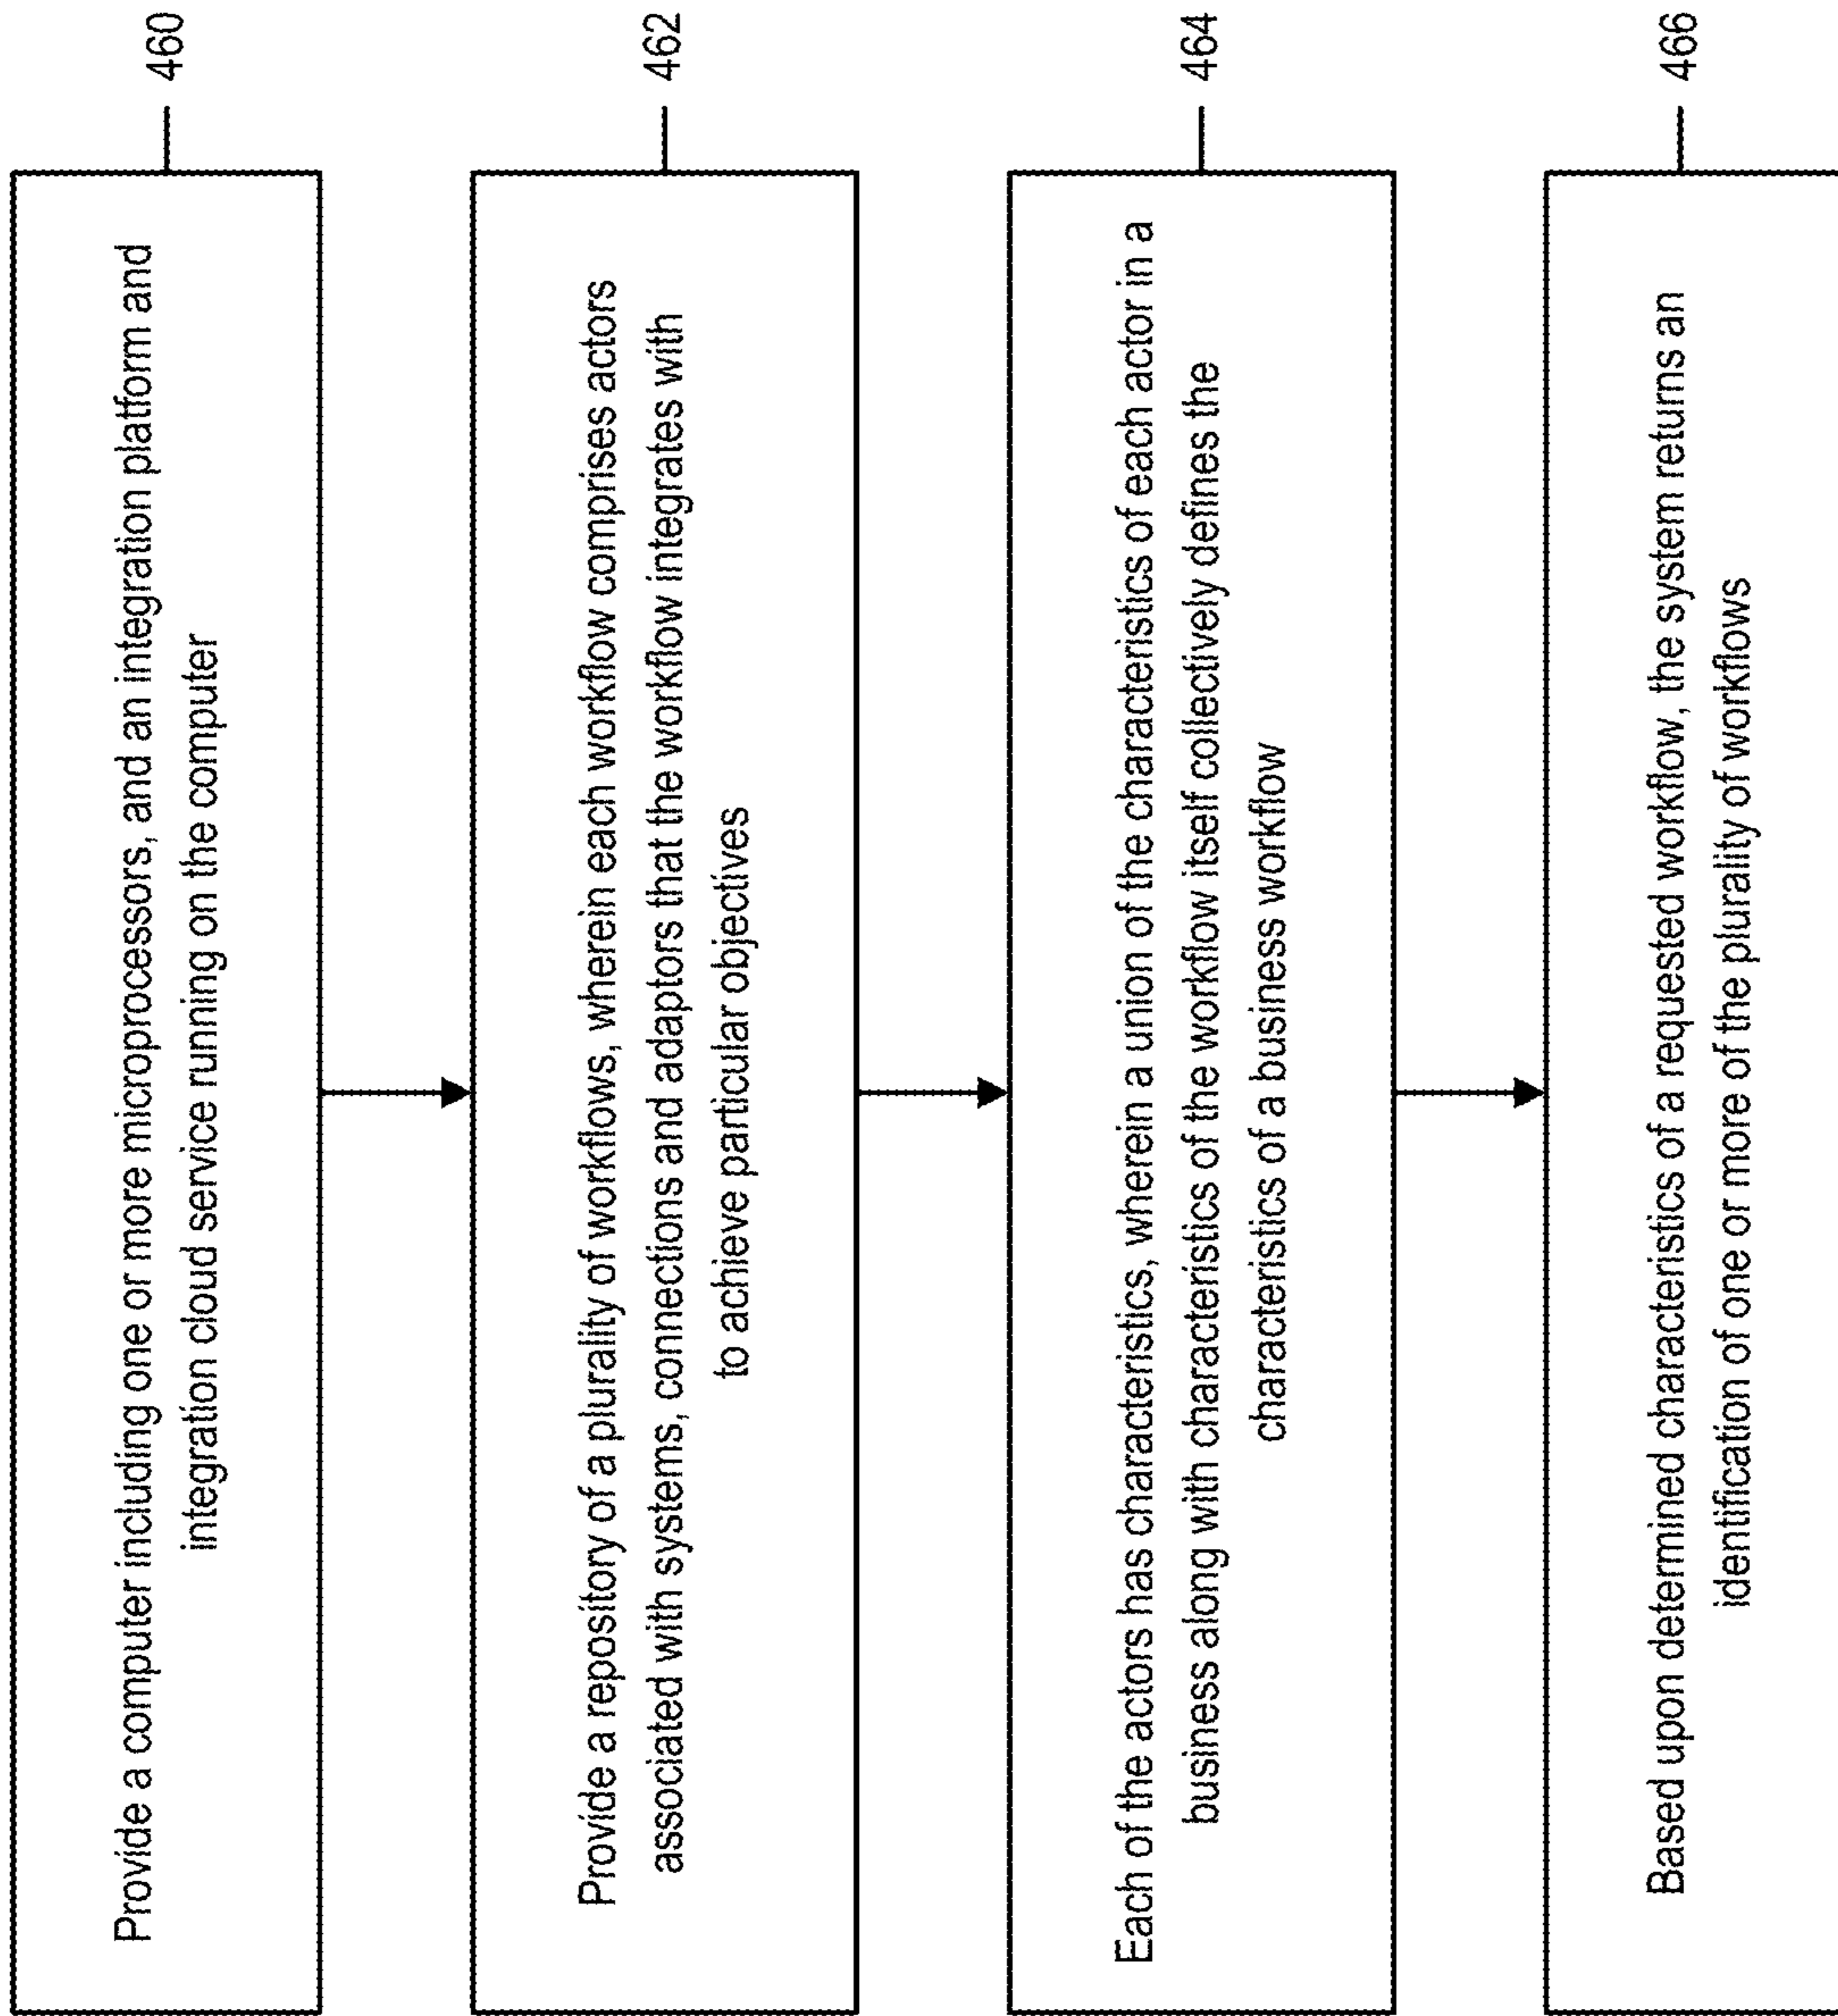 Provide a computer including one or more microprocessors, and an integration platform and
integration cloud service running on the computer
460
Provide a repository of a plurality of workflows, wherein each workflow comprises actors
associated with systems, connections and adaptors that the workflow integrates with
to achieve particular objectives
462
Each of the actors has characteristics, wherein a union of the characteristics of each actor in a
business along with characteristics of the workflow itself collectively defines the
characteristics of a business workflow
464
Based upon determined characteristics of a requested workflow, the system returns an
identification of one or more of the plurality of workflows
466